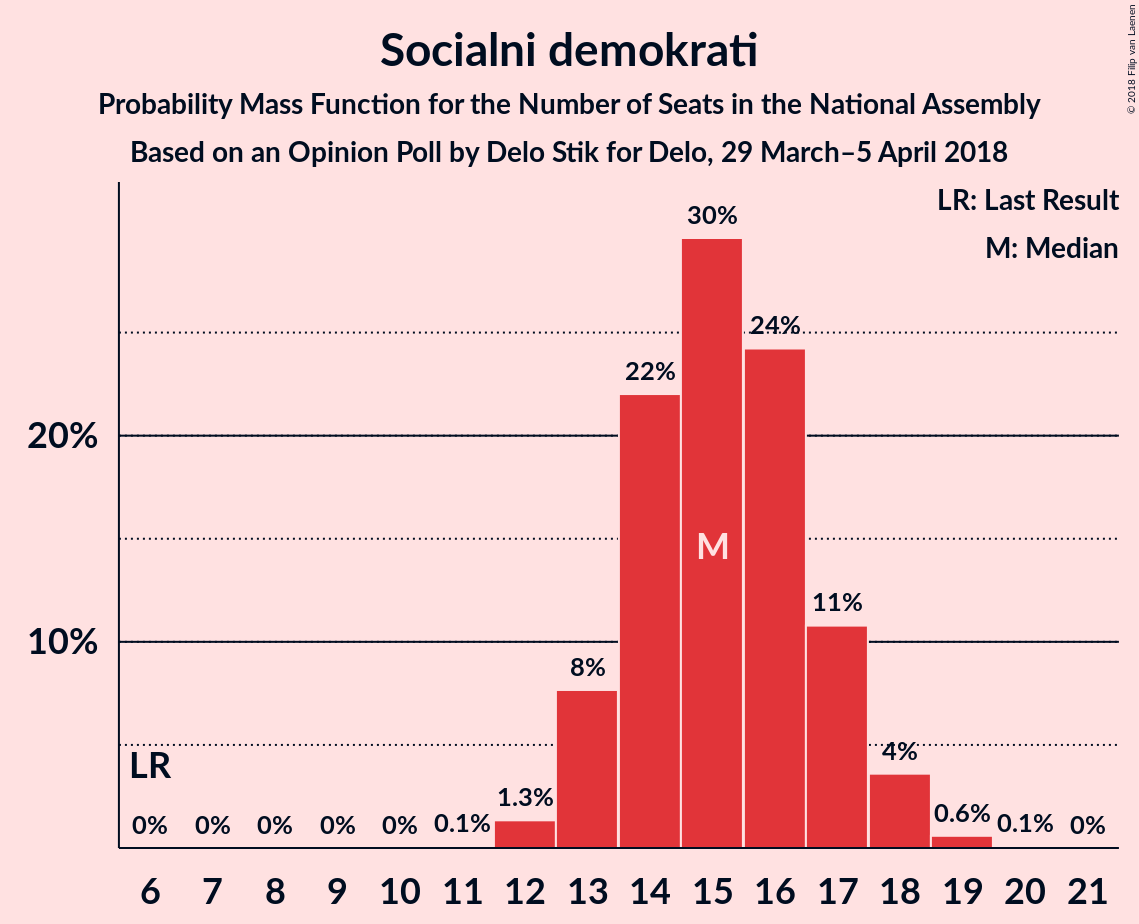 Socialni demokrati
Probability Mass Function for the Number of Seats in the National Assembly
Based on an Opinion Poll by Delo Stik for Delo, 29 March–5 April 2018
© 2018 Filip van Laenen
LR: Last Result
M: Median
30%
24%
22%
20%
M
11%
10%
8%
LR
4%
1.3%
0% 0% 0% 0% 0% 0.1% 0.6% 0.1% 0%
6 7 8 9 10 11 12 13 14 15 16 17 18 19 20 21